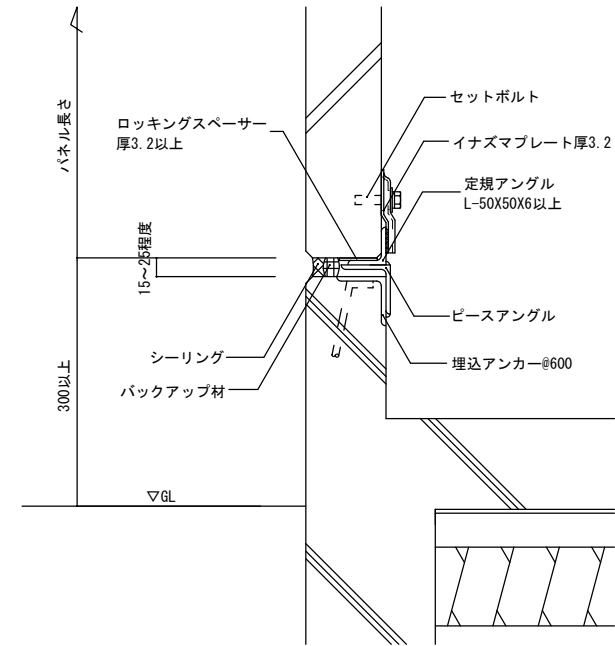 セットボルト
ロッキングスペーサー
厚3.2以上
イナズマプレート厚3.2
定規アングル
L-50X50X6以上
パネル長さ
15～25程度
ピースアングル
シーリング
埋込アンカー@600
バックアップ材
300以上
▽GL